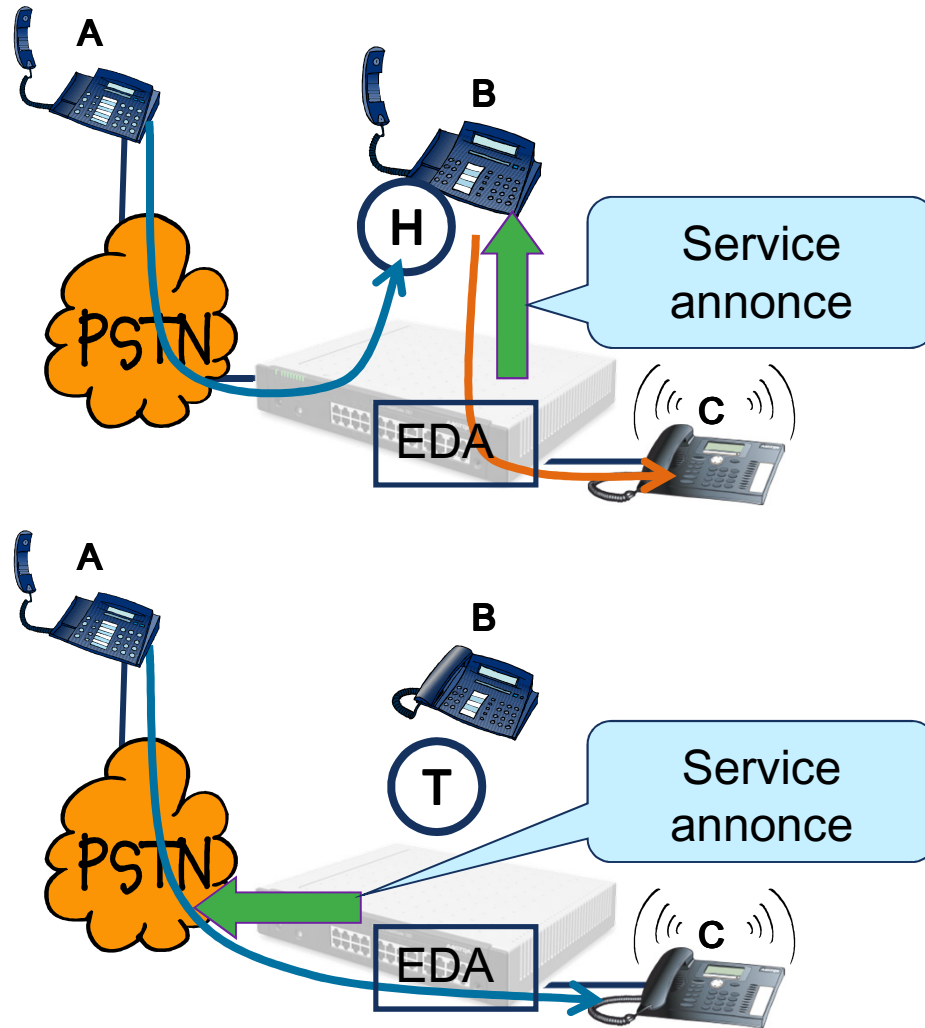 A
B
H
Service
annonce
PSTN
C
EDA
A
B
T
Service
annonce
PSTN
C
EDA